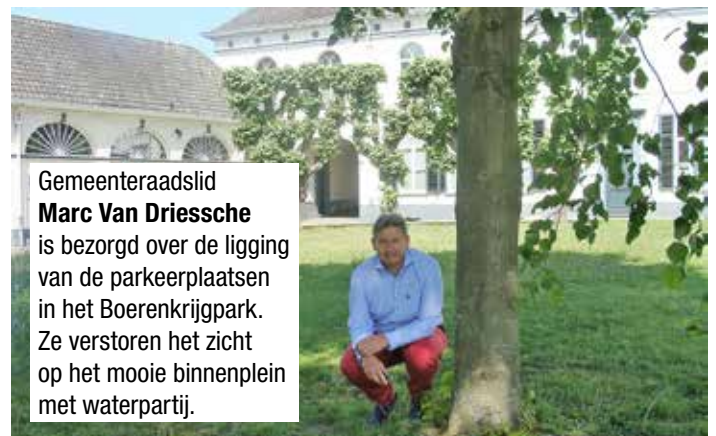 Gemeenteraadslid
Marc Van Driessche
is bezorgd over de ligging
van de parkeerplaatsen
in het Boerenkrijgpark.
Ze verstoren het zicht
op het mooie binnenplein
met waterpartij.